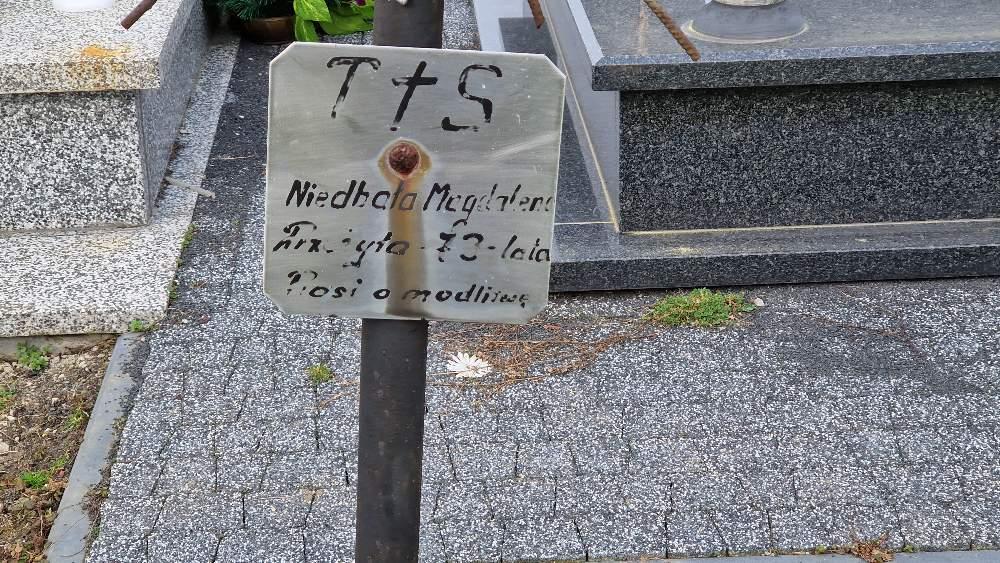 T † S
Niedbała Magdalena
Przeżyła - 73 - lata
Prosi o modlitwę